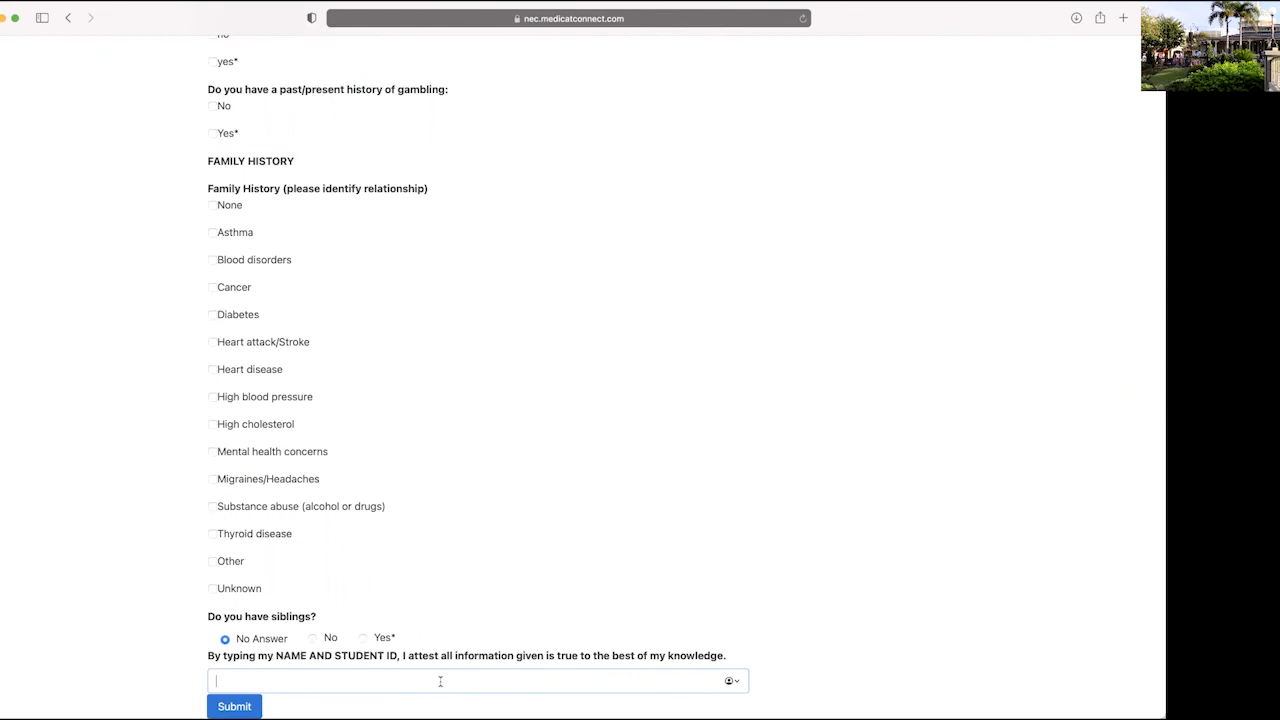 nec.medicatconnect.com
no
yes*
Do you have a past/present history of gambling:
No
Yes*
FAMILY HISTORY
Family History (please identify relationship)
None
Asthma
Blood disorders
Cancer
Diabetes
Heart attack/Stroke
Heart disease
High blood pressure
High cholesterol
Mental health concerns
Migraines/Headaches
Substance abuse (alcohol or drugs)
Thyroid disease
Other
Unknown
Do you have siblings?
No Answer No Yes*
By typing my NAME AND STUDENT ID, I attest all information given is true to the best of my knowledge.
Submit